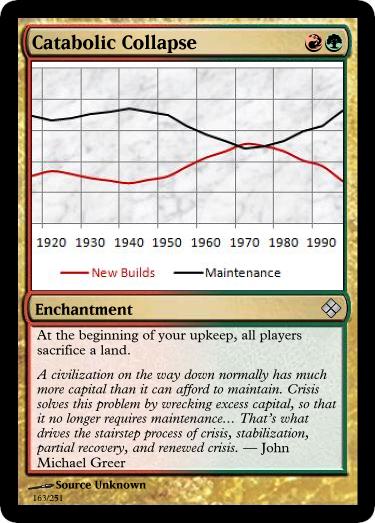 Catabolic Collapse
1920 1930 1940 1950 1960 1970 1980 1990
New Builds Maintenance
Enchantment
At the beginning of your upkeep, all players
sacrifice a land.
A civilization on the way down normally has much
more capital than it can afford to maintain. Crisis
solves this problem by wrecking excess capital, so that
it no longer requires maintenance... That's what
drives the stairstep process of crisis, stabilization,
partial recovery, and renewed crisis. — John
Michael Greer
Source Unknown
163/251